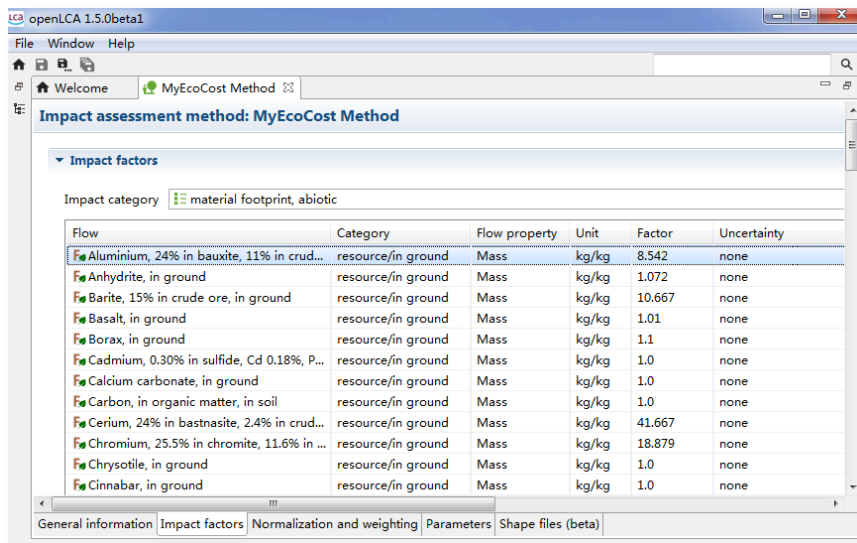 LCa openLCA 1.5.0beta1
File Window Help
Welcome MyEcoCost Method
Impact assessment method: MyEcoCost Method
Impact factors
Impact category material footprint, abiotic
Flow Category Flow property Unit Factor Uncertainty
Aluminium, 24% in bauxite, 11% in crud... resource/in ground Mass kg/kg 8.542 none
Anhydrite, in ground resource/in ground Mass kg/kg 1.072 none
Barite, 15% in crude ore, in ground resource/in ground Mass kg/kg 10.667 none
Basalt, in ground resource/in ground Mass kg/kg 1.01 none
Borax, in ground resource/in ground Mass kg/kg 1.1 none
Cadmium, 0.30% in sulfide, Cd 0.18%, P... resource/in ground Mass kg/kg 1.0 none
Calcium carbonate, in ground resource/in ground Mass kg/kg 1.0 none
Carbon, in organic matter, in soil resource/in ground Mass kg/kg 1.0 none
Cerium, 24% in bastnasite, 2.4% in crud... resource/in ground Mass kg/kg 41.667 none
Chromium, 25.5% in chromite, 11.6% in ... resource/in ground Mass kg/kg 18.879 none
Chrysotile, in ground resource/in ground Mass kg/kg 1.0 none
Cinnabar, in ground resource/in ground Mass kg/kg 1.0 none
General information Impact factors Normalization and weighting Parameters Shape files (beta)